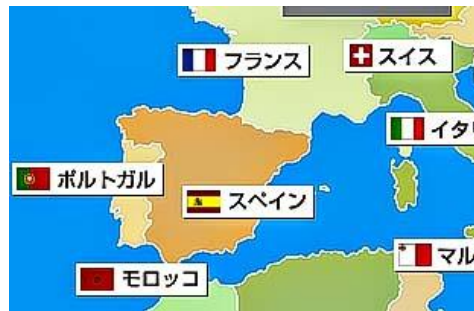 フランス
スイス
イタリ
ポルトガル
スペイン
モロッコ
マル